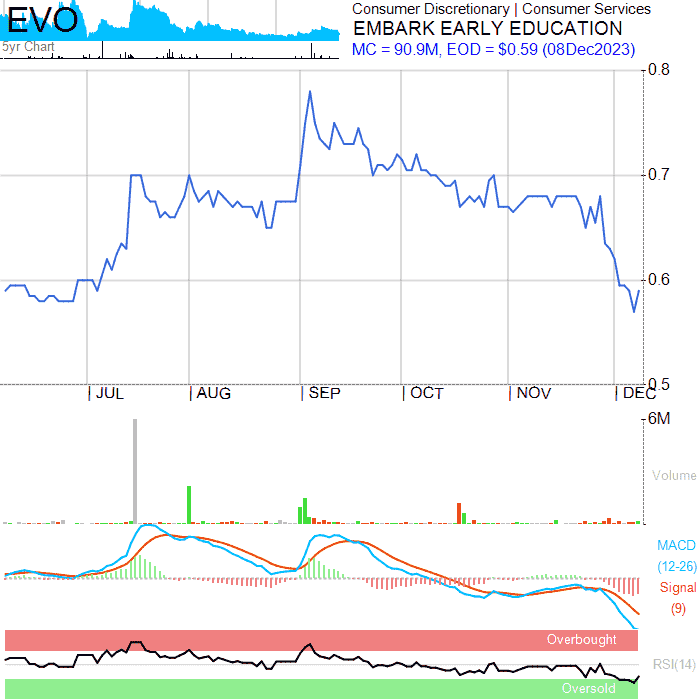 EVO
5yr Chart
Consumer Discretionary | Consumer Services
EMBARK EARLY EDUCATION
MC = 90.9M, EOD = $0.59 (08Dec2023)
0.8
0.7
0.6
0.5
JUL AUG SEP OCT NOV DEC
6M
Volume
MACD
(12-26)
Signal
(9)
Overbought
RSI(14)
Oversold